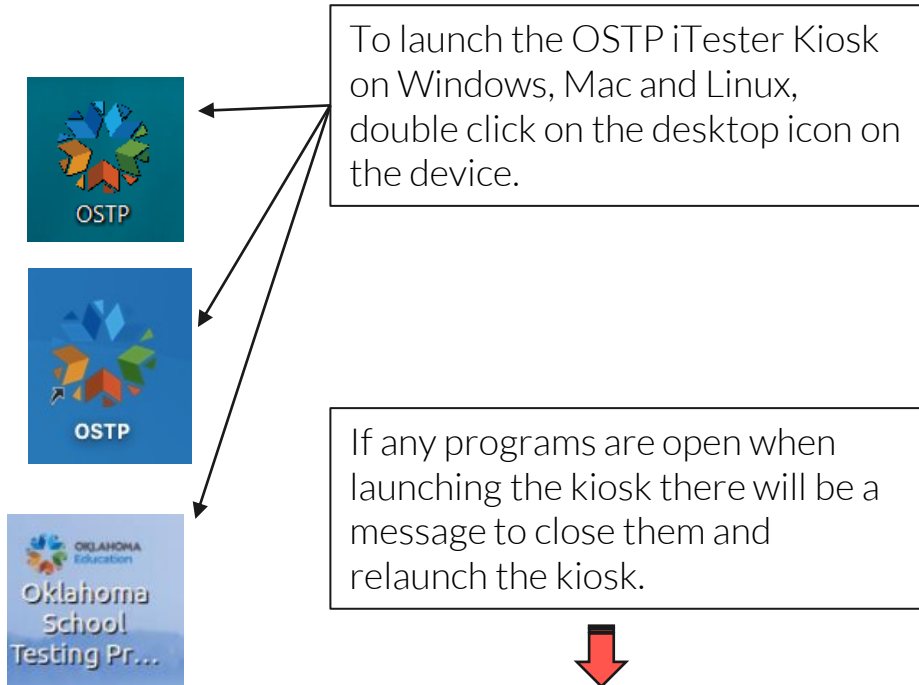 To launch the OSTP iTester Kiosk
on Windows, Mac and Linux,
double click on the desktop icon on
the device.
OSTP
OSTP
If any programs are open when
launching the kiosk there will be a
message to close them and
relaunch the kiosk.
OKLAHOMA
Education
Oklahoma
School
Testing Pr...